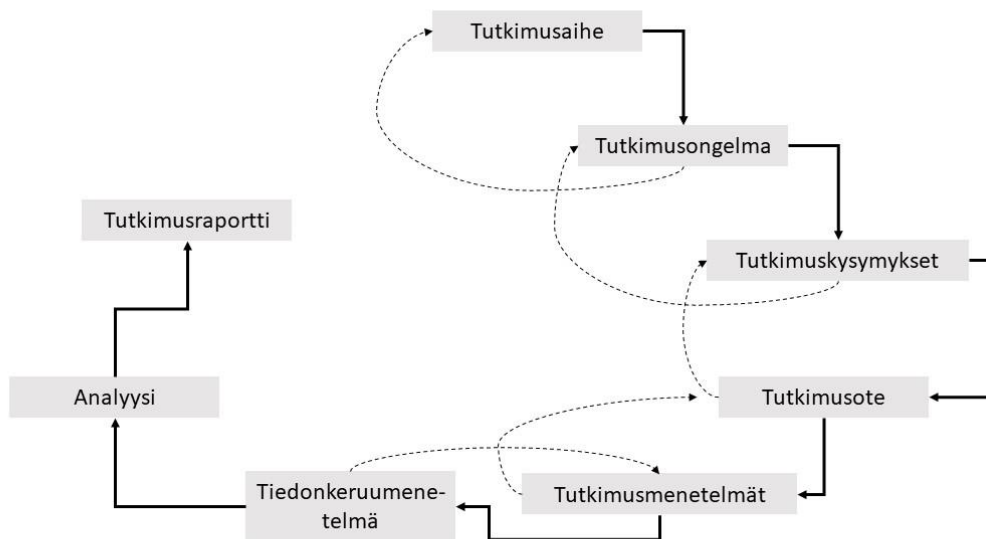 Tutkimusaihe
Tutkimusongelma
Tutkimuskysymykset
Tutkimusote
Tutkimusmenetelmät
Tiedonkeruumene-
telmä
Analyysi
Tutkimusraportti